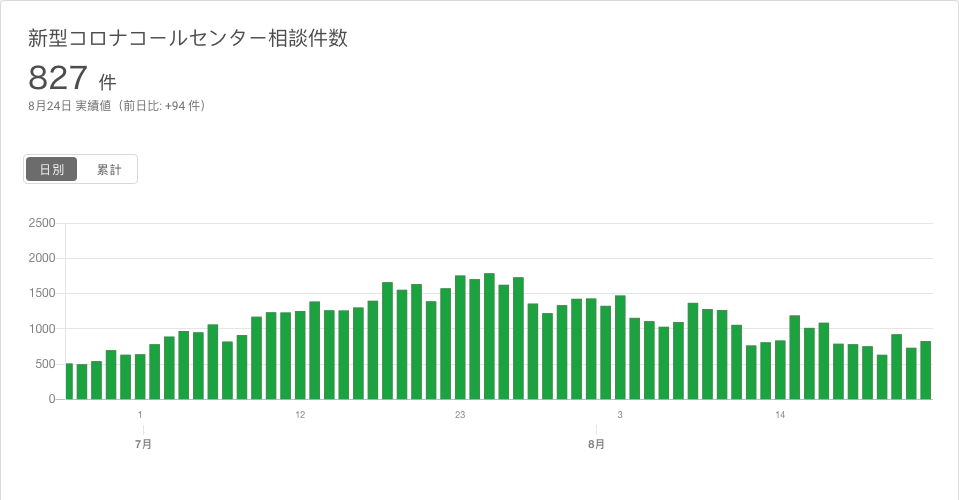 新型コロナコールセンター相談件数
827 件
8月24日 実績値（前日比: +94 件）
日別 累計
2500
2000
1500
1000
500
0
1 12 23 3 14
7月 8月